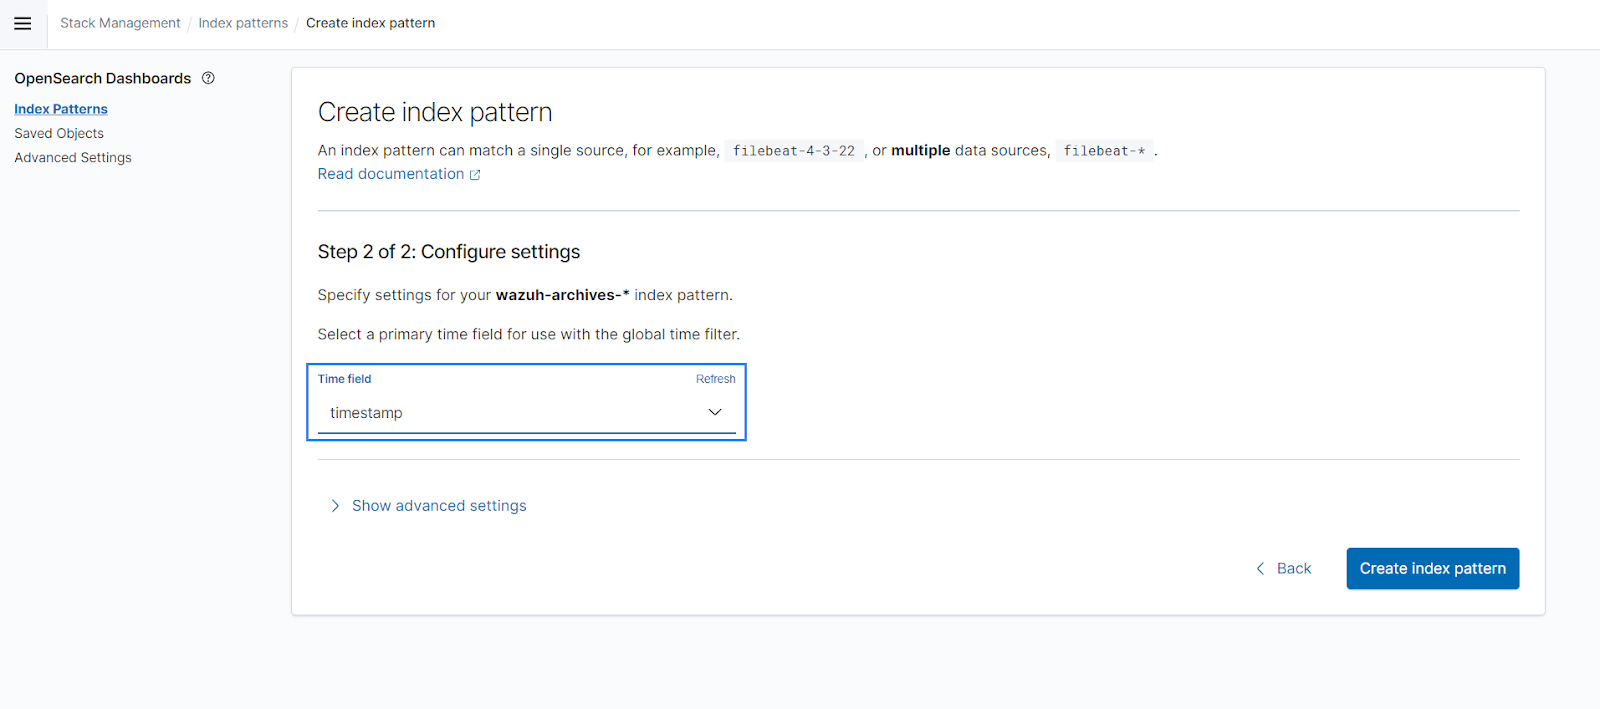 Stack Management / Index patterns / Create index pattern
OpenSearch Dashboards
Index Patterns
Saved Objects
Advanced Settings
Create index pattern
An index pattern can match a single source, for example, filebeat-4-3-22 , or multiple data sources, filebeat-* .
Read documentation
Step 2 of 2: Configure settings
Specify settings for your wazuh-archives-* index pattern.
Select a primary time field for use with the global time filter.
Time field Refresh
timestamp
Show advanced settings
Back Create index pattern